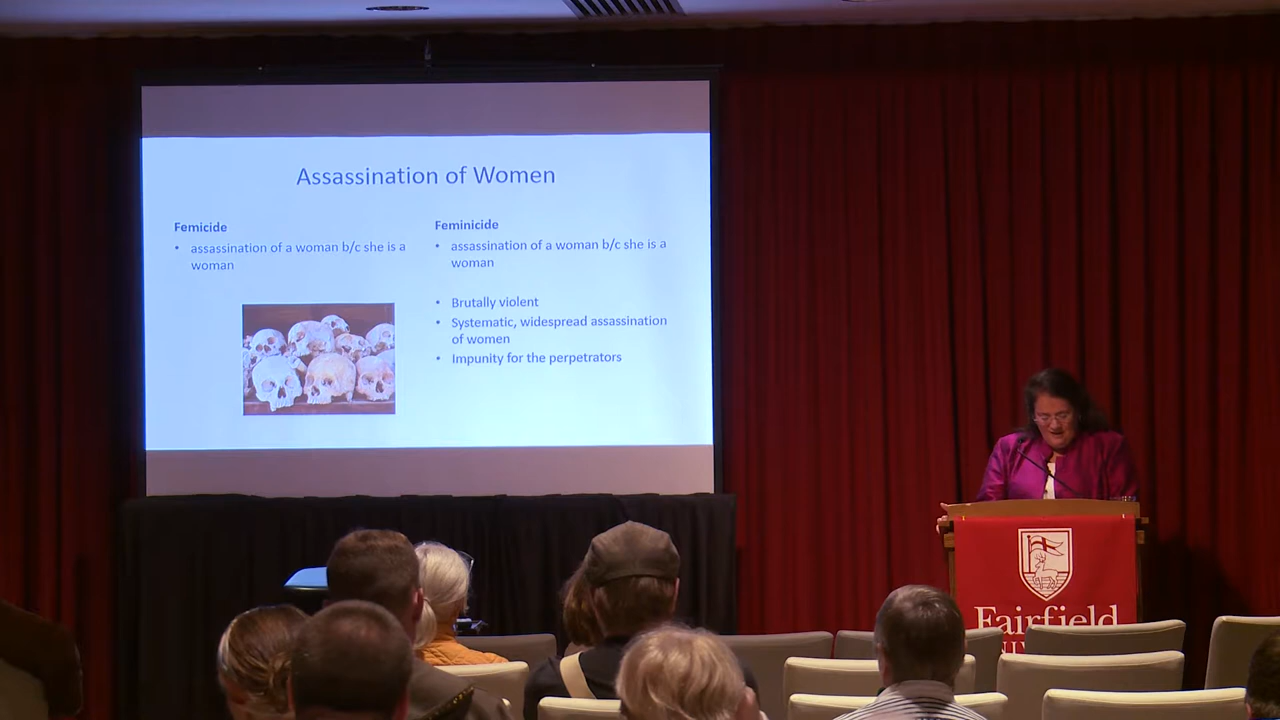 Assassination of Women
Femicide
• assassination of a woman b/c she is a
woman
Feminicide
• assassination of a woman b/c she is a
woman
• Brutally violent
• Systematic, widespread assassination
of women
• Impunity for the perpetrators
Fairfield